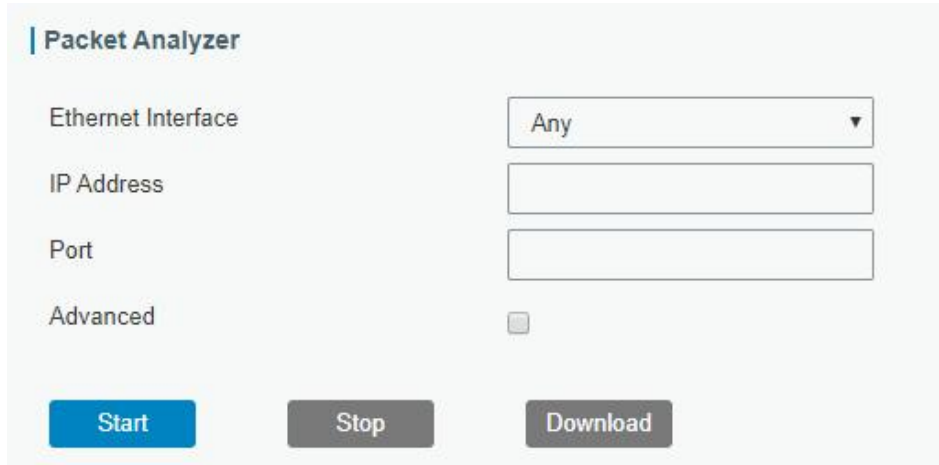 Packet Analyzer
Ethernet Interface Any
IP Address
Port
Advanced
Start Stop Download